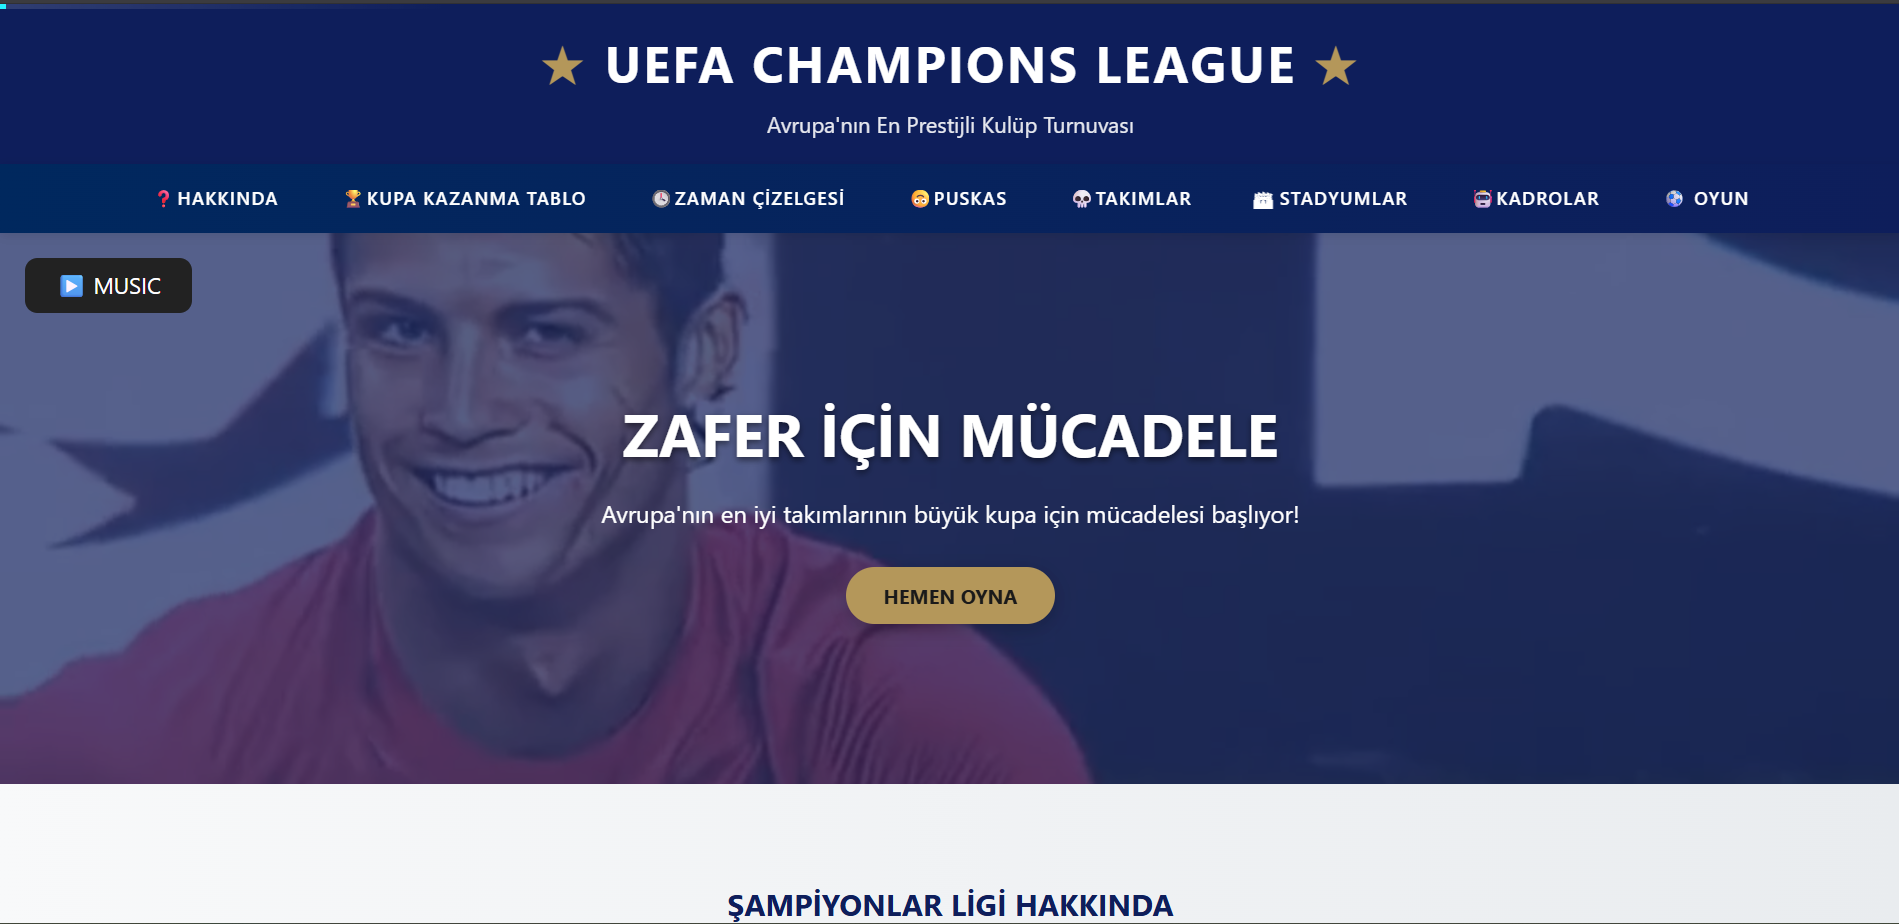 ★ UEFA CHAMPIONS LEAGUE ★
Avrupa'nın En Prestijli Kulüp Turnuvası
❓HAKKINDA 🏆KUPA KAZANMA TABLO 🕓ZAMAN ÇİZELGESİ 😳PUSKAS 💀TAKIMLAR 🏟 STADYUMLAR 🤖KADROLAR ⚽ OYUN
▶️ MUSIC
ZAFER İÇİN MÜCADELE
Avrupa'nın en iyi takımlarının büyük kupa için mücadelesi başlıyor!
HEMEN OYNA
ŞAMPİYONLAR LİGİ HAKKINDA